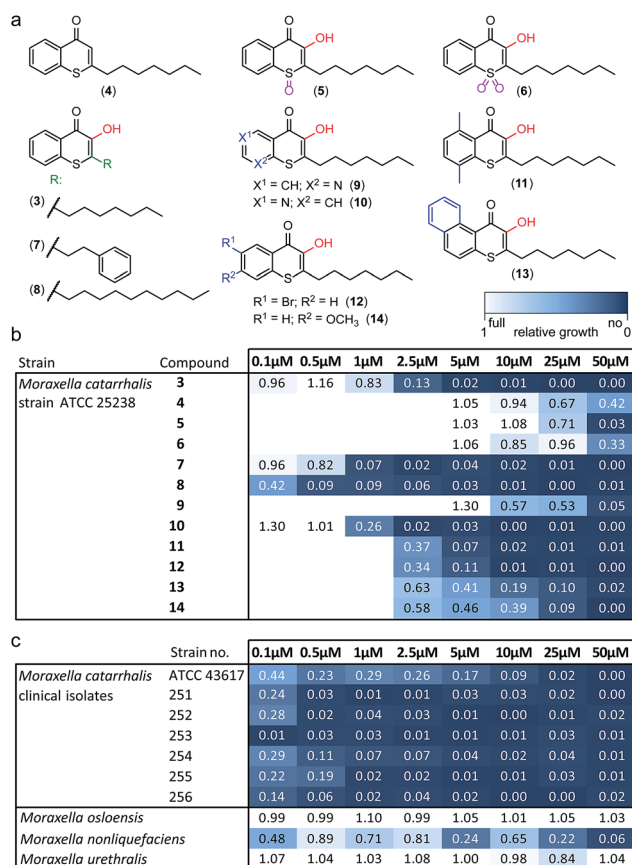 a
O
S
(4)
O
OH
S
O
(5)
O
OH
S
O O
(6)
O
OH
S
R
R:
(3)
(7)
(8)
X¹
X²
O
OH
S
X¹ = CH; X² = N (9)
X¹ = N; X² = CH (10)
O
OH
S
(11)
R¹
R²
O
OH
S
R¹ = Br; R² = H (12)
R¹ = H; R² = OCH₃ (14)
O
OH
S
(13)
full no
1 relative growth 0
b
Strain Compound 0.1µM 0.5µM 1µM 2.5µM 5µM 10µM 25µM 50µM
Moraxella catarrhalis 3 0.96 1.16 0.83 0.13 0.02 0.01 0.00 0.00
strain ATCC 25238 4 1.05 0.94 0.67 0.42
5 1.03 1.08 0.71 0.03
6 1.06 0.85 0.96 0.33
7 0.96 0.82 0.07 0.02 0.04 0.02 0.01 0.00
8 0.42 0.09 0.09 0.06 0.03 0.01 0.00 0.00
9 1.30 0.57 0.53 0.05
10 1.30 1.01 0.26 0.02 0.03 0.00 0.01 0.00
11 0.37 0.07 0.02 0.01 0.01
12 0.34 0.11 0.01 0.01 0.00
13 0.63 0.41 0.19 0.10 0.02
14 0.58 0.46 0.39 0.09 0.00
c
Strain no. 0.1µM 0.5µM 1µM 2.5µM 5µM 10µM 25µM 50µM
Moraxella catarrhalis ATCC 43617 0.44 0.23 0.29 0.26 0.17 0.09 0.02 0.00
clinical isolates 251 0.24 0.03 0.01 0.01 0.03 0.03 0.02 0.00
252 0.28 0.02 0.04 0.03 0.01 0.00 0.01 0.02
253 0.01 0.03 0.03 0.01 0.01 0.01 0.03 0.01
254 0.29 0.11 0.07 0.07 0.04 0.02 0.04 0.01
255 0.22 0.19 0.02 0.02 0.01 0.01 0.03 0.01
256 0.14 0.06 0.02 0.04 0.02 0.00 0.00 0.02
Moraxella osloensis 0.99 0.99 1.10 0.99 1.05 1.01 1.05 1.03
Moraxella nonliquefaciens 0.48 0.89 0.71 0.81 0.24 0.65 0.22 0.06
Moraxella urethralis 1.07 1.04 1.03 1.08 1.00 0.98 0.84 1.04